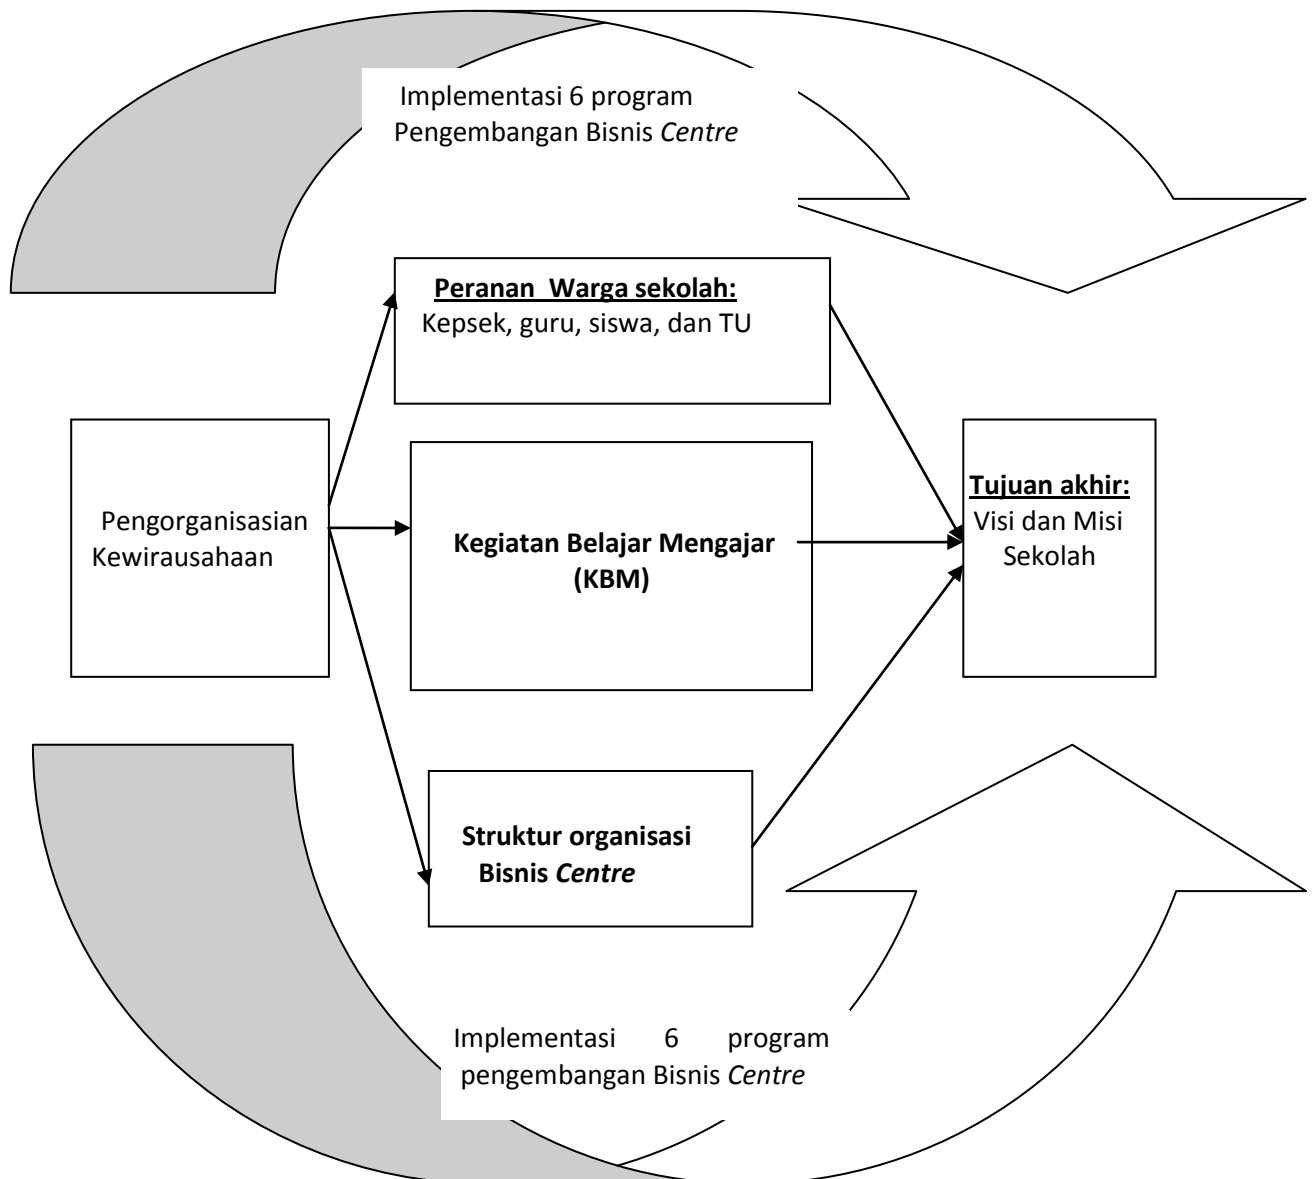 Implementasi 6 program
Pengembangan Bisnis Centre
Peranan Warga sekolah:
Kepsek, guru, siswa, dan TU
Pengorganisasian
Kewirausahaan
Kegiatan Belajar Mengajar
(KBM)
Tujuan akhir:
Visi dan Misi
Sekolah
Struktur organisasi
Bisnis Centre
Implementasi 6 program
pengembangan Bisnis Centre